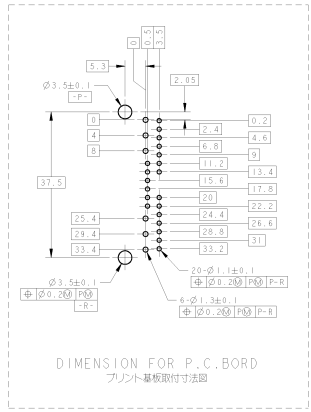 0
0.5
3.5
5.3
2.05
Ø3.5±0.1
-P-
0
0.2
2.4
4
4.6
6.8
8
9
11.2
13.4
15.6
37.5
17.8
20
22.2
24.4
25.4
26.6
28.8
29.4
31
33.4
33.2
20-Ø1.1±0.1
Ø3.5±0.1
⌖ Ø0.2Ⓜ PⓂ P-R
⌖ Ø0.2Ⓜ PⓂ
6-Ø1.3±0.1
-R-
⌖ Ø0.2Ⓜ PⓂ P-R
DIMENSION FOR P.C.BORD
プリント基板取付寸法図